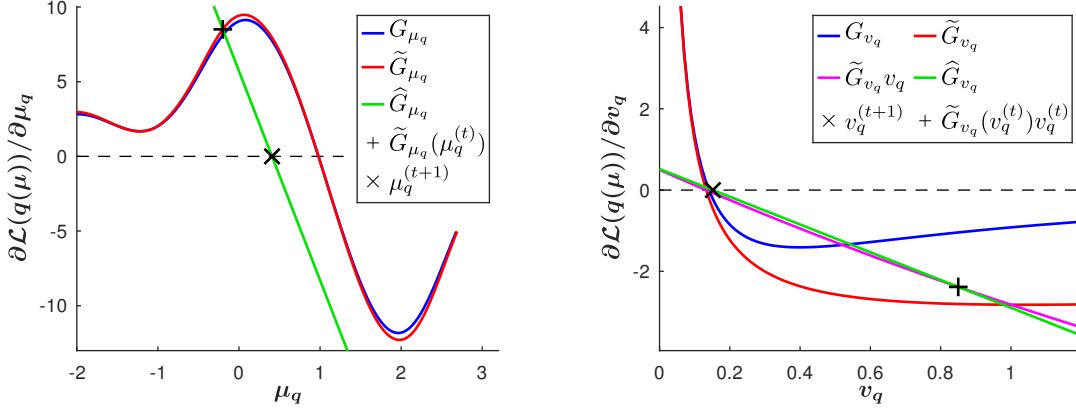 10
5
0
-5
-10
-2
-1
0
1
2
3
∂𝓛(q(μ))/∂μ_q
μ_q
G_{μ_q}
G̃_{μ_q}
Ĝ_{μ_q}
+ G̃_{μ_q}(μ_q^{(t)})
× μ_q^{(t+1)}
4
2
0
-2
0
0.2
0.4
0.6
0.8
1
∂𝓛(q(μ))/∂v_q
v_q
G_{v_q} G̃_{v_q}
G̃_{v_q} v_q Ĝ_{v_q}
× v_q^{(t+1)} + G̃_{v_q}(v_q^{(t)})v_q^{(t)}